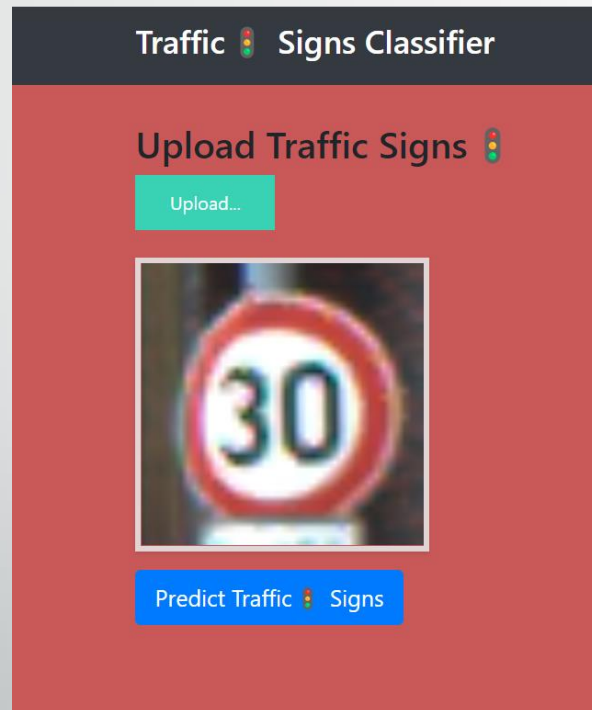 Traffic🚦 Signs Classifier
Upload Traffic Signs 🚦
Upload...
30
Predict Traffic🚦 Signs